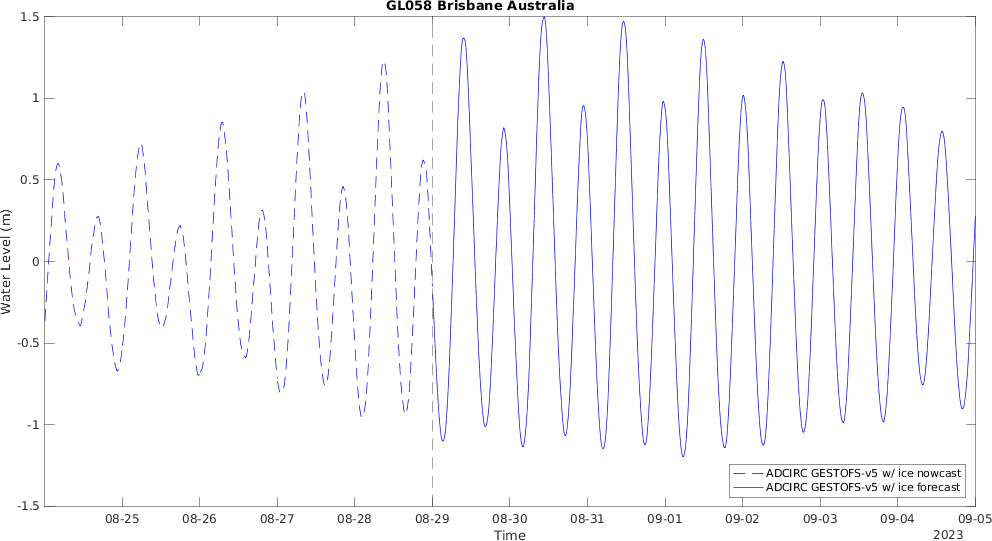 GL058 Brisbane Australia
1.5
1
0.5
0
-0.5
-1
-1.5
Water Level (m)
08-25 08-26 08-27 08-28 08-29 08-30 08-31 09-01 09-02 09-03 09-04 09-05
Time
2023
ADCIRC GESTOFS-v5 w/ ice nowcast
ADCIRC GESTOFS-v5 w/ ice forecast